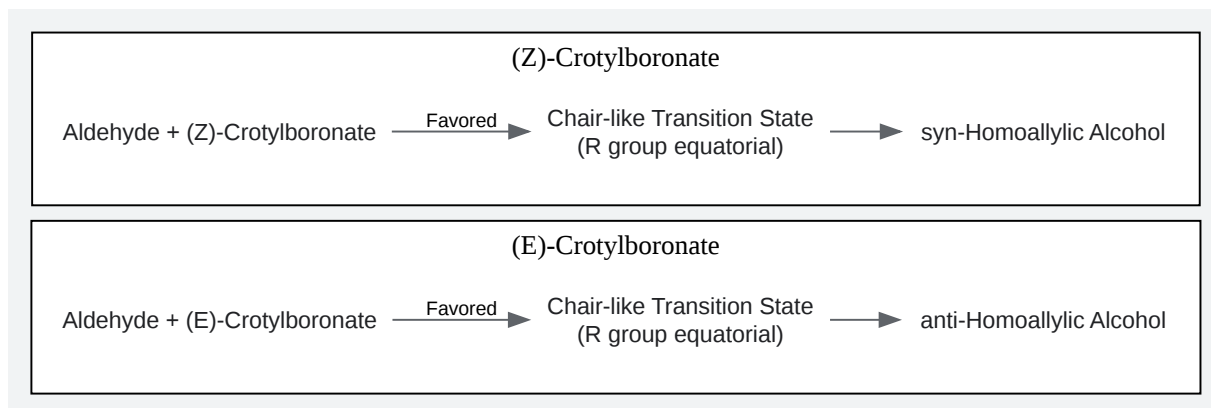 (Z)-Crotylboronate
Aldehyde + (Z)-Crotylboronate
Favored
Chair-like Transition State
(R group equatorial)
syn-Homoallylic Alcohol
(E)-Crotylboronate
Aldehyde + (E)-Crotylboronate
Favored
Chair-like Transition State
(R group equatorial)
anti-Homoallylic Alcohol